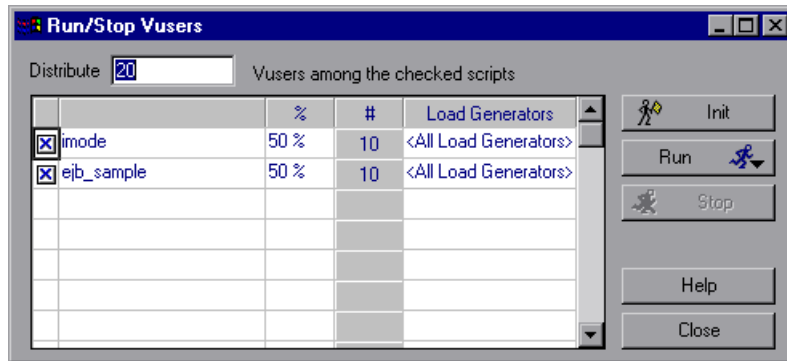 Run/Stop Vusers
Distribute 20 Vusers among the checked scripts
% # Load Generators
imode 50 % 10 <All Load Generators>
ejb_sample 50 % 10 <All Load Generators>
Init
Run
Stop
Help
Close